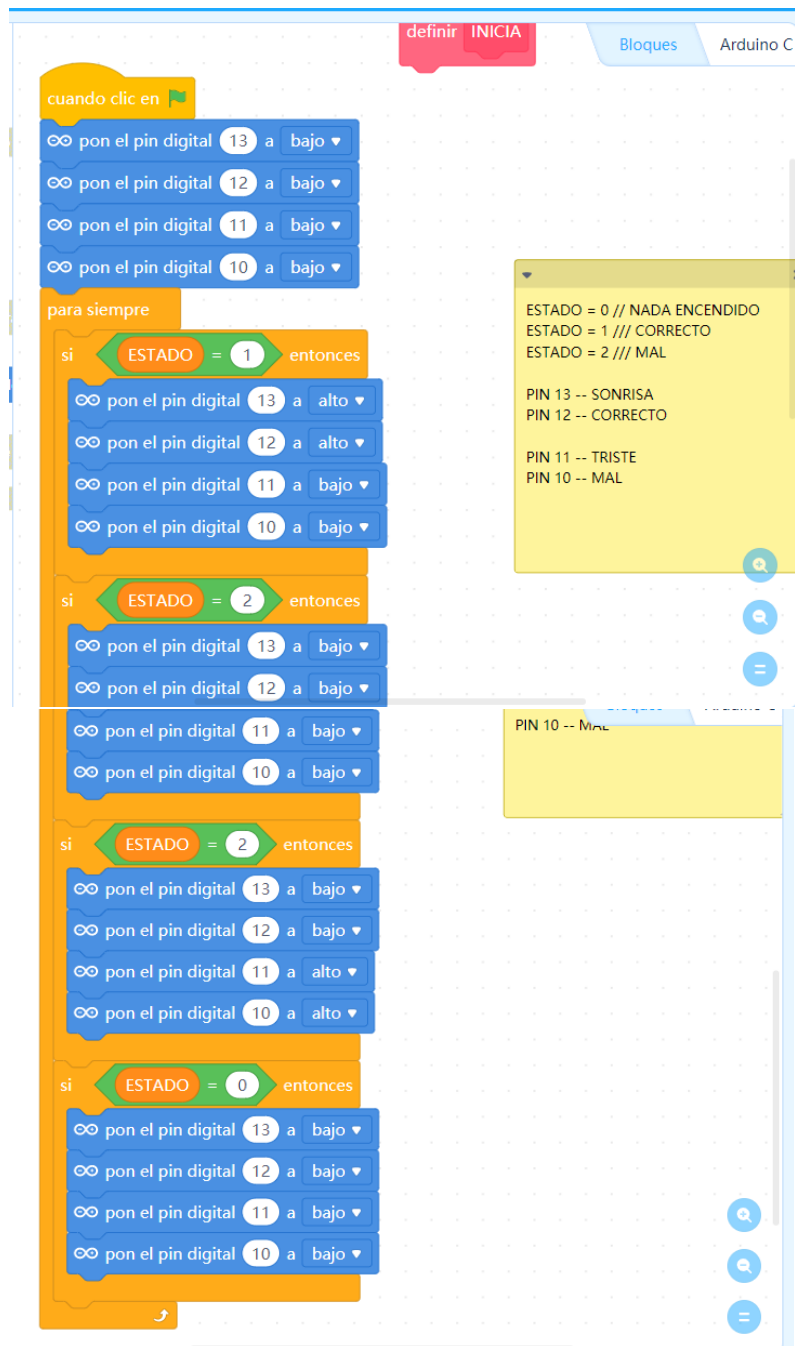 definir INICIA
Bloques Arduino C
cuando clic en
pon el pin digital 13 a bajo
pon el pin digital 12 a bajo
pon el pin digital 11 a bajo
pon el pin digital 10 a bajo
para siempre
si ESTADO = 1 entonces
pon el pin digital 13 a alto
pon el pin digital 12 a alto
pon el pin digital 11 a bajo
pon el pin digital 10 a bajo
si ESTADO = 2 entonces
pon el pin digital 13 a bajo
pon el pin digital 12 a bajo
ESTADO = 0 // NADA ENCENDIDO
ESTADO = 1 /// CORRECTO
ESTADO = 2 /// MAL
PIN 13 -- SONRISA
PIN 12 -- CORRECTO
PIN 11 -- TRISTE
PIN 10 -- MAL
PIN 10 -- MAL
pon el pin digital 11 a bajo
pon el pin digital 10 a bajo
si ESTADO = 2 entonces
pon el pin digital 13 a bajo
pon el pin digital 12 a bajo
pon el pin digital 11 a alto
pon el pin digital 10 a alto
si ESTADO = 0 entonces
pon el pin digital 13 a bajo
pon el pin digital 12 a bajo
pon el pin digital 11 a bajo
pon el pin digital 10 a bajo